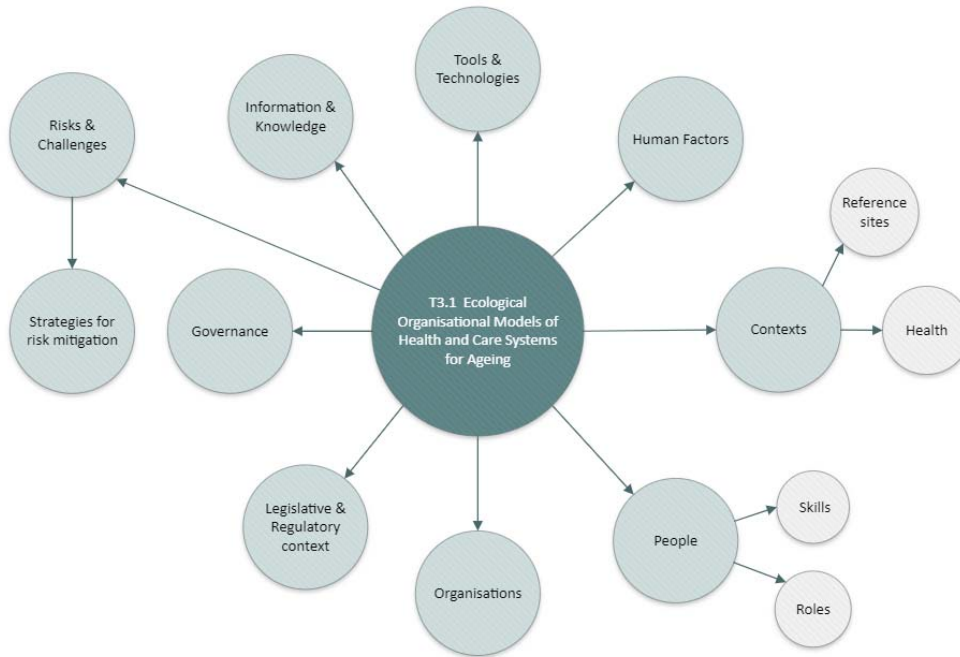 Tools &
Technologies
Information &
Knowledge
Risks &
Challenges
Human Factors
Reference
sites
T3.1  Ecological
Organisational Models of
Health and Care Systems
for Ageing
Strategies for
risk mitigation
Governance
Contexts
Health
Legislative &
Regulatory
context
Organisations
People
Skills
Roles